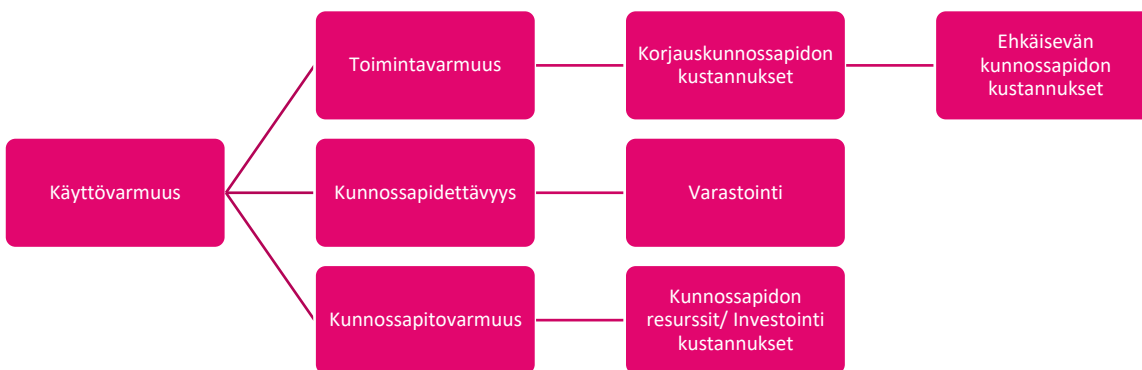 Toimintavarmuus
Korjauskunnossapidon
kustannukset
Ehkäisevän
kunnossapidon
kustannukset
Käyttövarmuus
Kunnossapidettävyys
Varastointi
Kunnossapitovarmuus
Kunnossapidon
resurssit/ Investointi
kustannukset